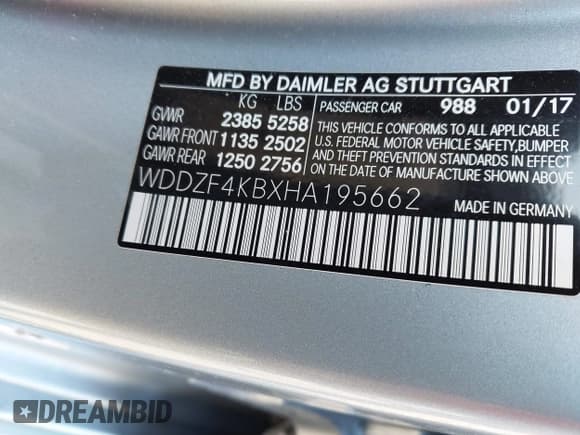 MFD BY DAIMLER AG STUTTGART
KG LBS PASSENGER CAR 988 01/17
GVWR 2385 5258
GAWR FRONT 1135 2502
GAWR REAR 1250 2756
THIS VEHICLE CONFORMS TO ALL APPLICABLE
U.S. FEDERAL MOTOR VEHICLE SAFETY,BUMPER
AND THEFT PREVENTION STANDARDS IN EFFECT
ON THE DATE OF MANUFACTURE SHOWN ABOVE.
WDDZF4KBXHA195662
MADE IN GERMANY
DREAMBID